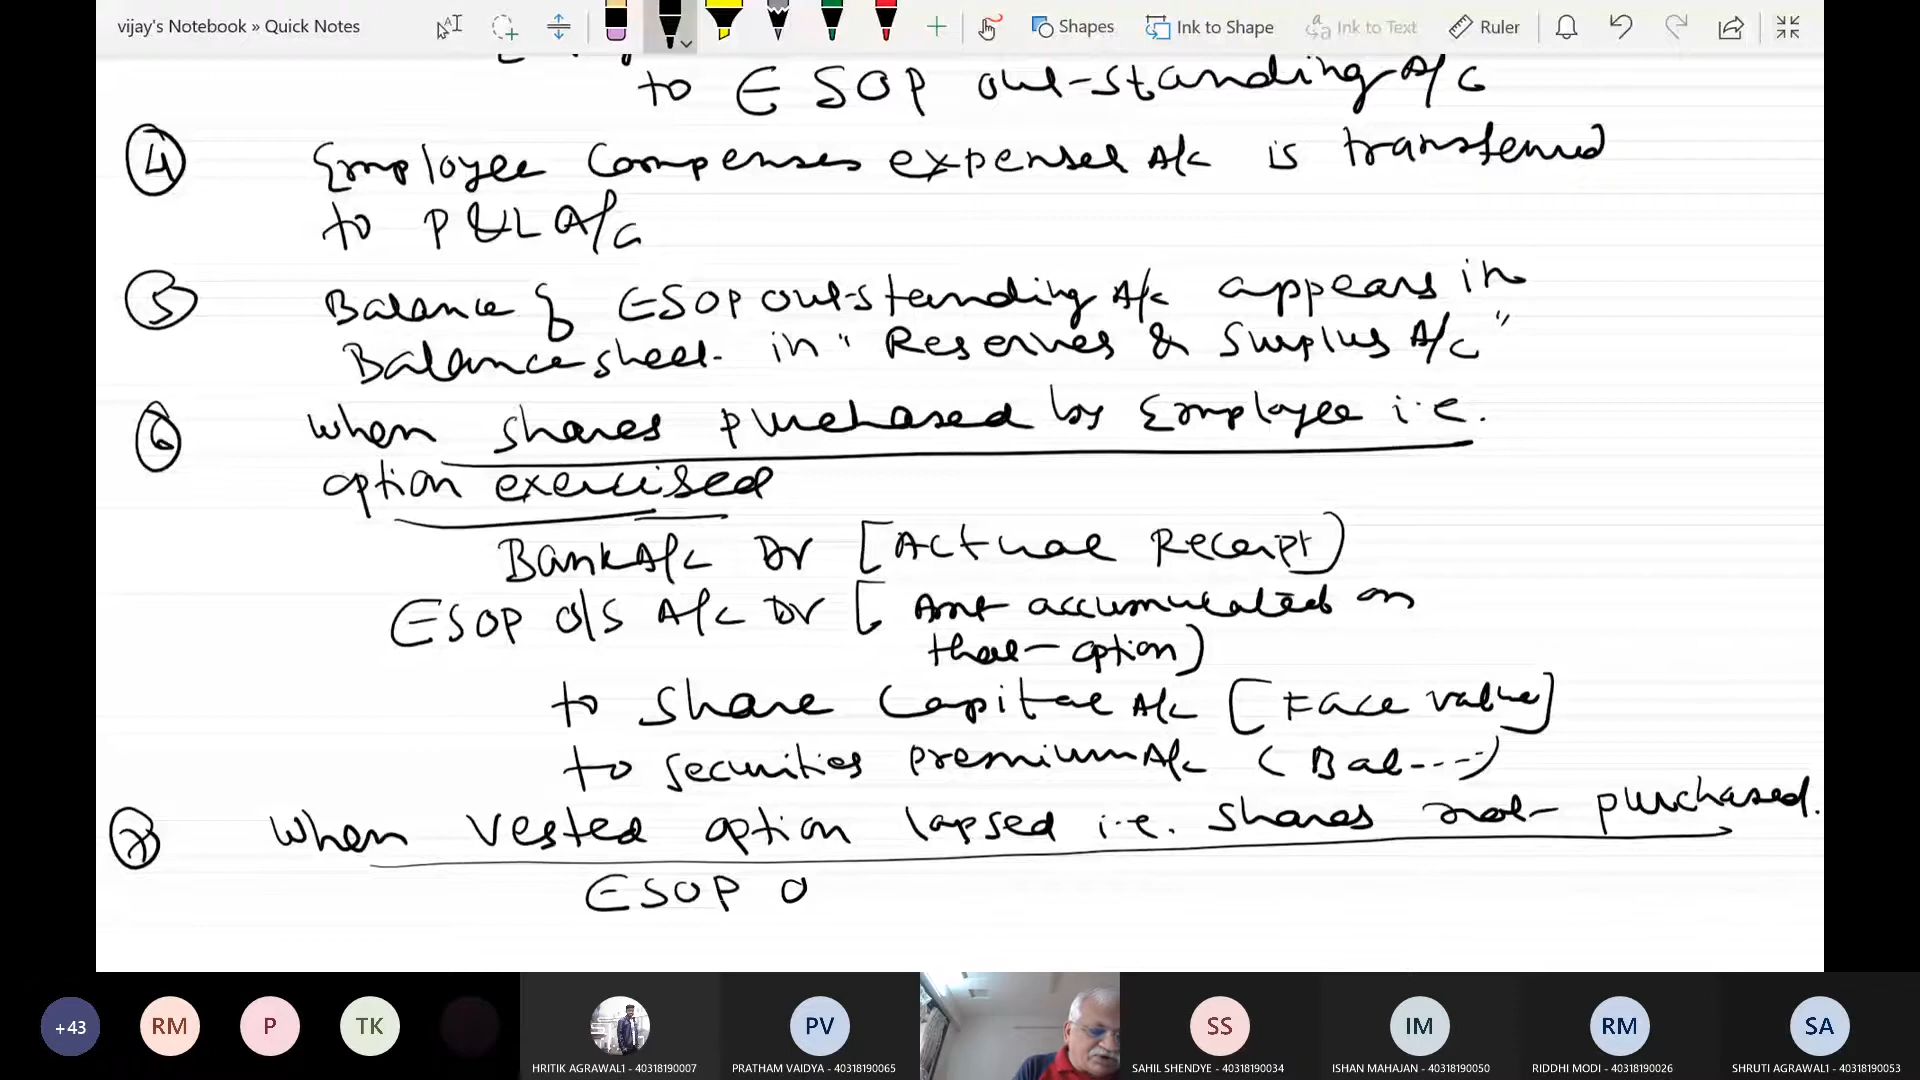 vijay's Notebook » Quick Notes
Shapes
Ink to Shape
Ink to Text
Ruler
to ESOP out-standing A/c
④ Employee Compenses expenses A/c is transferred
to P&L A/c
⑤ Balance of ESOP out-standing A/c appears in
Balance sheet in "Reserves & Surplus A/c"
⑥ When shares purchased by Employee i.e.
option exercised
Bank A/c Dr [Actual Receipt)
ESOP O/S A/c Dr [Amt accumulated on
that option)
to Share Capital A/c [Face value]
to Securities premium A/c (Bal---)
⑦ When Vested option lapsed i.e. Shares not purchased.
ESOP O
+43
RM
P
TK
PV
SS
IM
RM
SA
HRITIK AGRAWAL1 - 40318190007
PRATHAM VAIDYA - 40318190065
SAHIL SHENDYE - 40318190034
ISHAN MAHAJAN - 40318190050
RIDDHI MODI - 40318190026
SHRUTI AGRAWAL1 - 40318190053